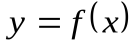 y = f(x)